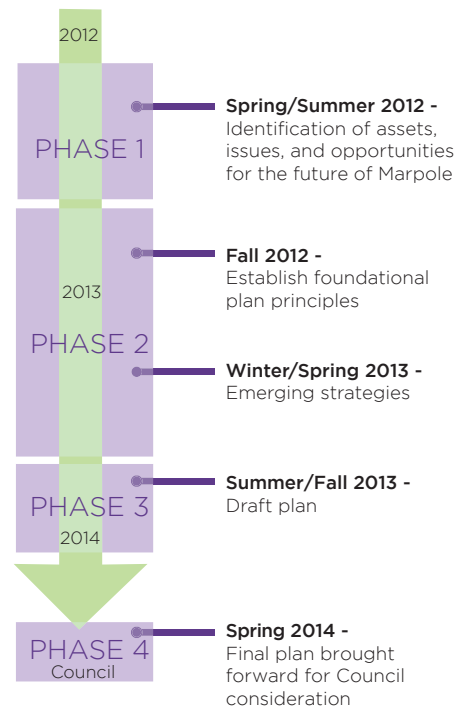 2012
PHASE 1
Spring/Summer 2012 -
Identification of assets,
issues, and opportunities
for the future of Marpole
Fall 2012 -
Establish foundational
plan principles
2013
PHASE 2
Winter/Spring 2013 -
Emerging strategies
PHASE 3
2014
Summer/Fall 2013 -
Draft plan
PHASE 4
Council
Spring 2014 -
Final plan brought
forward for Council
consideration